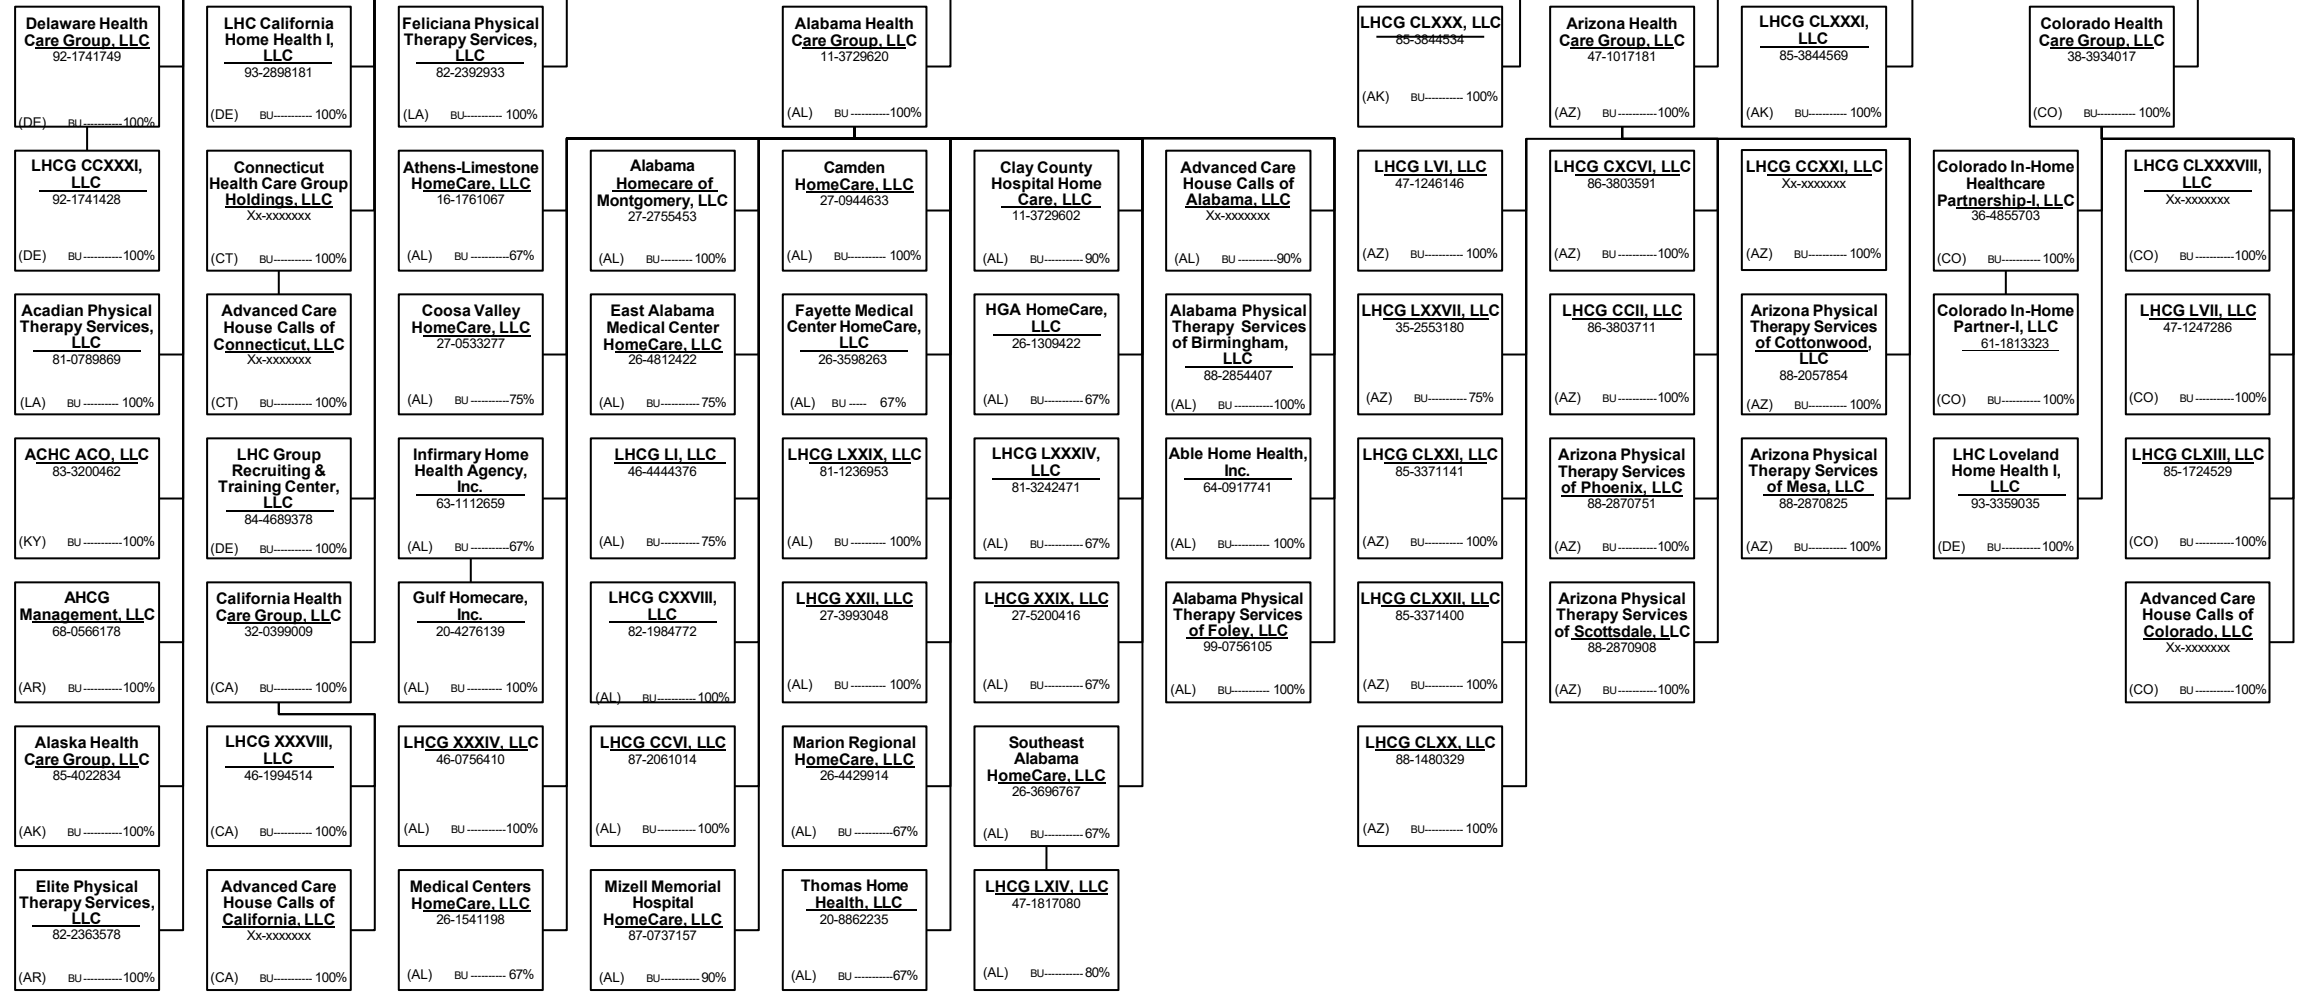 Delaware Health
Care Group, LLC
92-1741749
(DE) BU-----------100%
LHC California
Home Health I,
LLC
93-2898181
(DE) BU----------- 100%
Feliciana Physical
Therapy Services,
LLC
82-2392933
(LA) BU----------- 100%
Alabama Health
Care Group, LLC
11-3729620
(AL) BU -----------100%
LHCG CLXXX, LLC
85-3844534
(AK) BU----------- 100%
Arizona Health
Care Group, LLC
47-1017181
(AZ) BU-----------100%
LHCG CLXXXI,
LLC
85-3844569
(AK) BU----------- 100%
Colorado Health
Care Group, LLC
38-3934017
(CO) BU----------- 100%
LHCG CCXXXI,
LLC
92-1741428
(DE) BU -----------100%
Connecticut
Health Care Group
Holdings, LLC
Xx-xxxxxxx
(CT) BU----------- 100%
Athens-Limestone
HomeCare, LLC
16-1761067
(AL) BU -----------67%
Alabama
Homecare of
Montgomery, LLC
27-2755453
(AL) BU---------- 100%
Camden
HomeCare, LLC
27-0944633
(AL) BU ---------- 100%
Clay County
Hospital Home
Care, LLC
11-3729602
(AL) BU----------- 90%
Advanced Care
House Calls of
Alabama, LLC
Xx-xxxxxxx
(AL) BU -----------90%
LHCG LVI, LLC
47-1246146
(AZ) BU----------- 100%
LHCG CXCVI, LLC
86-3803591
(AZ) BU-----------100%
LHCG CCXXI, LLC
Xx-xxxxxxx
(AZ) BU----------- 100%
Colorado In-Home
Healthcare
Partnership-I, LLC
36-4855703
(CO) BU----------- 100%
LHCG CLXXXVIII,
LLC
Xx-xxxxxxx
(CO) BU -----------100%
Acadian Physical
Therapy Services,
LLC
81-0789869
(LA) BU ---------- 100%
Advanced Care
House Calls of
Connecticut, LLC
Xx-xxxxxxx
(CT) BU----------- 100%
Coosa Valley
HomeCare, LLC
27-0533277
(AL) BU -----------75%
East Alabama
Medical Center
HomeCare, LLC
26-4812422
(AL) BU----------- 75%
Fayette Medical
Center HomeCare,
LLC
26-3598263
(AL) BU ----- 67%
HGA HomeCare,
LLC
26-1309422
(AL) BU----------- 67%
Alabama Physical
Therapy Services
of Birmingham,
LLC
88-2854407
(AL) BU -----------100%
LHCG LXXVII, LLC
35-2553180
(AZ) BU----------- 75%
LHCG CCII, LLC
86-3803711
(AZ) BU-----------100%
Arizona Physical
Therapy Services
of Cottonwood,
LLC
88-2057854
(AZ) BU----------- 100%
Colorado In-Home
Partner-I, LLC
61-1813323
(CO) BU----------- 100%
LHCG LVII, LLC
47-1247286
(CO) BU ---------- 100%
ACHC ACO, LLC
83-3200462
(KY) BU -----------100%
LHC Group
Recruiting &
Training Center,
LLC
84-4689378
(DE) BU----------- 100%
Infirmary Home
Health Agency,
Inc.
63-1112659
(AL) BU -----------67%
LHCG LI, LLC
46-4444376
(AL) BU----------- 75%
LHCG LXXIX, LLC
81-1236953
(AL) BU ---------- 100%
LHCG LXXXIV,
LLC
81-3242471
(AL) BU----------- 67%
Able Home Health,
Inc.
64-0917741
(AL) BU----------- 100%
LHCG CLXXI, LLC
85-3371141
(AZ) BU----------- 100%
Arizona Physical
Therapy Services
of Phoenix, LLC
88-2870751
(AZ) BU-----------100%
Arizona Physical
Therapy Services
of Mesa, LLC
88-2870825
(AZ) BU----------- 100%
LHC Loveland
Home Health I,
LLC
93-3359035
(DE) BU-----------100%
LHCG CLXIII, LLC
85-1724529
(CO) BU -----------100%
AHCG
Management, LLC
68-0566178
(AR) BU -----------100%
California Health
Care Group, LLC
32-0399009
(CA) BU----------- 100%
Gulf Homecare,
Inc.
20-4276139
(AL) BU ---------- 100%
LHCG CXXVIII,
LLC
82-1984772
(AL) BU-----------100%
LHCG XXII, LLC
27-3993048
(AL) BU ---------- 100%
LHCG XXIX, LLC
27-5200416
(AL) BU----------- 67%
Alabama Physical
Therapy Services
of Foley, LLC
99-0756105
(AL) BU----------- 100%
LHCG CLXXII, LLC
85-3371400
(AZ) BU----------- 100%
Arizona Physical
Therapy Services
of Scottsdale, LLC
88-2870908
(AZ) BU-----------100%
Advanced Care
House Calls of
Colorado, LLC
Xx-xxxxxxx
(CO) BU -----------100%
Alaska Health
Care Group, LLC
85-4022834
(AK) BU -----------100%
LHCG XXXVIII,
LLC
46-1994514
(CA) BU----------- 100%
LHCG XXXIV, LLC
46-0756410
(AL) BU -----------100%
LHCG CCVI, LLC
87-2061014
(AL) BU----------- 100%
Marion Regional
HomeCare, LLC
26-4429914
(AL) BU -----------67%
Southeast
Alabama
HomeCare, LLC
26-3696767
(AL) BU----------- 67%
LHCG CLXX, LLC
88-1480329
(AZ) BU----------- 100%
Elite Physical
Therapy Services,
LLC
82-2363578
(AR) BU -----------100%
Advanced Care
House Calls of
California, LLC
Xx-xxxxxxx
(CA) BU----------- 100%
Medical Centers
HomeCare, LLC
26-1541198
(AL) BU ---------- 67%
Mizell Memorial
Hospital
HomeCare, LLC
87-0737157
(AL) BU-----------90%
Thomas Home
Health, LLC
20-8862235
(AL) BU -----------67%
LHCG LXIV, LLC
47-1817080
(AL) BU----------- 80%